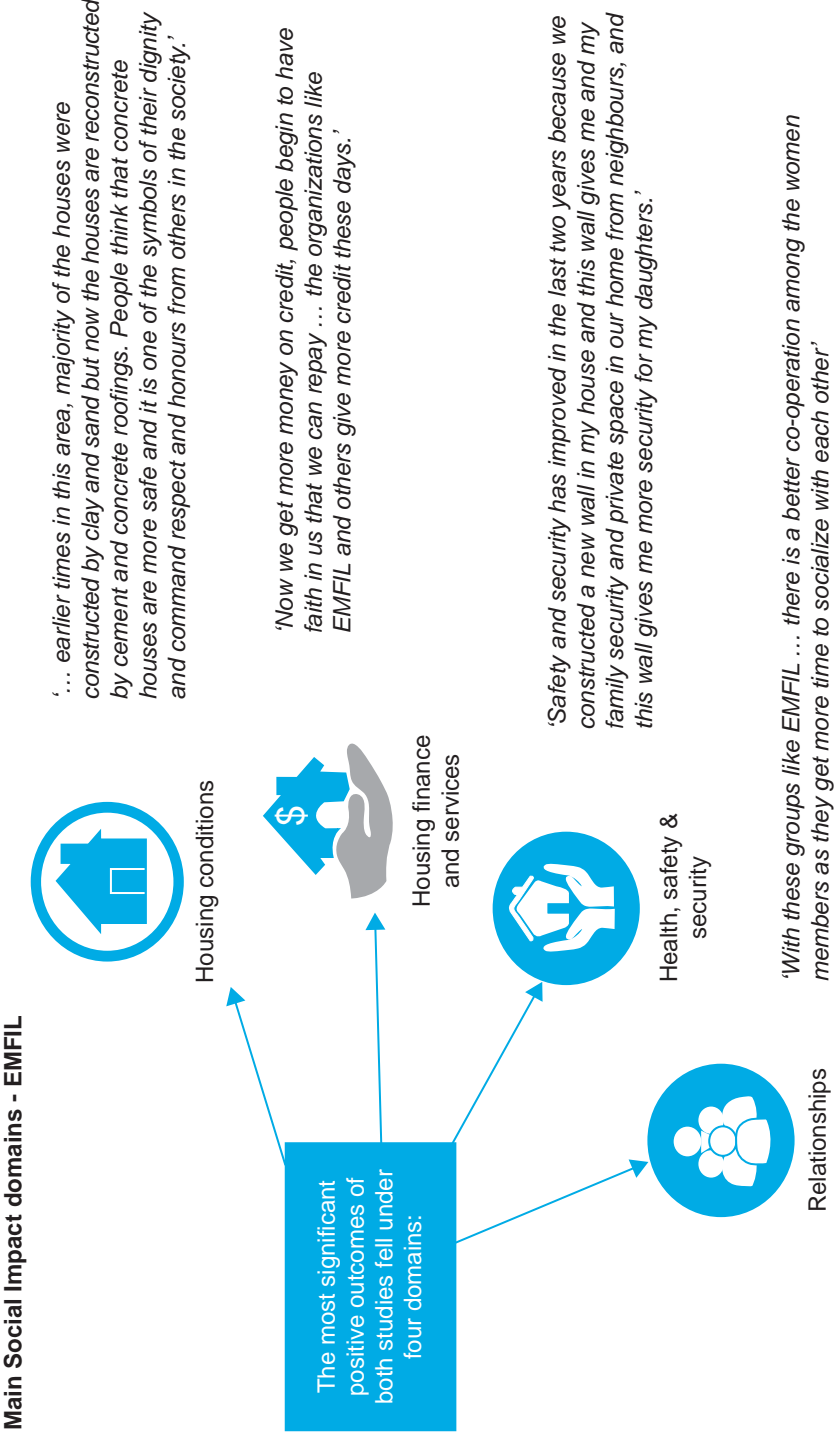 Main Social Impact domains - EMFIL
The most significant
positive outcomes of
both studies fell under
four domains:
Housing conditions
‘… earlier times in this area, majority of the houses were
constructed by clay and sand but now the houses are reconstructed
by cement and concrete roofings. People think that concrete
houses are more safe and it is one of the symbols of their dignity
and command respect and honours from others in the society.’
$
Housing finance
and services
‘Now we get more money on credit, people begin to have
faith in us that we can repay … the organizations like
EMFIL and others give more credit these days.’
Health, safety &
security
‘Safety and security has improved in the last two years because we
constructed a new wall in my house and this wall gives me and my
family security and private space in our home from neighbours, and
this wall gives me more security for my daughters.’
Relationships
‘With these groups like EMFIL … there is a better co-operation among the women
members as they get more time to socialize with each other’